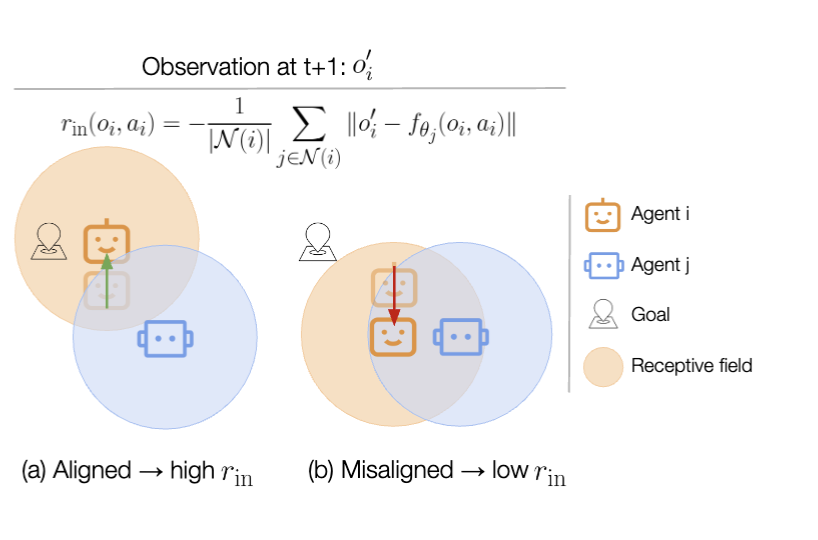 Observation at t+1: $o_i'$
$r_{\text{in}}(o_i, a_i) = -\frac{1}{|\mathcal{N}(i)|} \sum_{j \in \mathcal{N}(i)} \|o_i' - f_{\theta_j}(o_i, a_i)\|$
Agent i
Agent j
Goal
Receptive field
(a) Aligned → high $r_{\text{in}}$
(b) Misaligned → low $r_{\text{in}}$